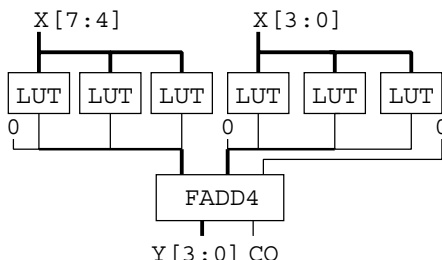 X[7:4] X[3:0]
LUT LUT LUT LUT LUT LUT
0 0 0
FADD4
Y[3:0] CO